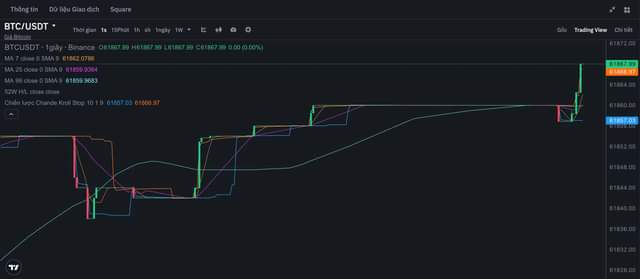 Thông tin Dữ liệu Giao dịch Square
BTC/USDT
Giá Bitcoin
Thời gian 1s 15Phút 1h 4h 1ngày 1W
Gốc Trading View Chi tiết
BTCUSDT · 1giây · Binance O61867.99 H61867.99 L61867.99 C61867.99 0.00 (0.00%)
MA 7 close 0 SMA 9 61862.0786
MA 25 close 0 SMA 9 61859.9364
MA 99 close 0 SMA 9 61859.9683
52W H/L close close
Chiến lược Chande Kroll Stop 10 1 9 61857.03 61866.97
61872.00
61867.99
61866.97
61864.00
61860.00
61857.03
61852.00
61848.00
61844.00
61840.00
61836.00
61832.00
61828.00